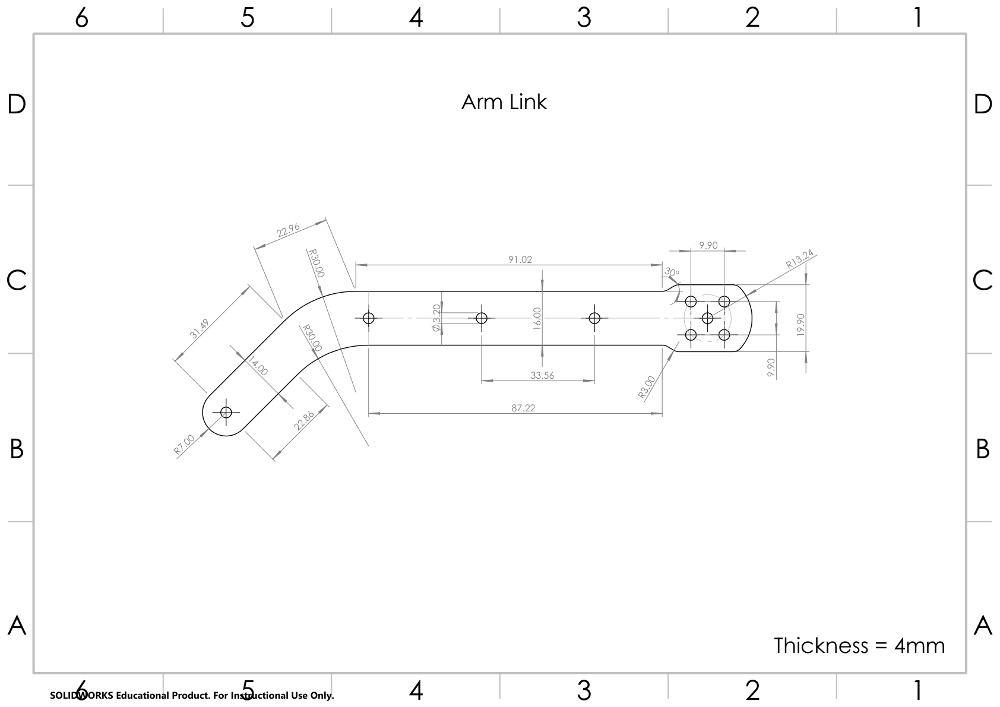 6 5 4 3 2 1
D D
Arm Link
22.96
R30.00
91.02
9.90
R13.24
30°
C C
31.49
∅3.20
16.00
19.90
R30.00
14.00
9.90
33.56
R3.00
87.22
22.86
R7.00
B B
A A
Thickness = 4mm
6 5 4 3 2 1
SOLIDWORKS Educational Product. For Instructional Use Only.